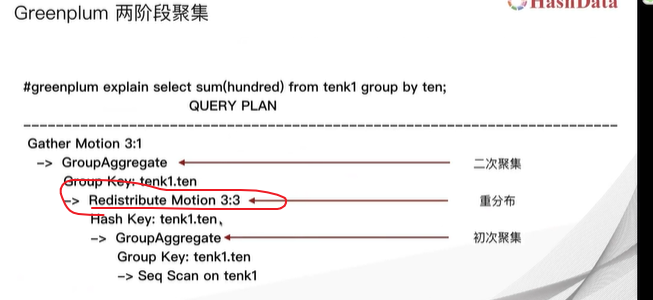 Greenplum 两阶段聚集
HashData
#greenplum explain select sum(hundred) from tenk1 group by ten;
QUERY PLAN
Gather Motion 3:1
–> GroupAggregate 二次聚集
Group Key: tenk1.ten
–> Redistribute Motion 3:3 重分布
Hash Key: tenk1.ten、
–> GroupAggregate 初次聚集
Group Key: tenk1.ten
–> Seq Scan on tenk1